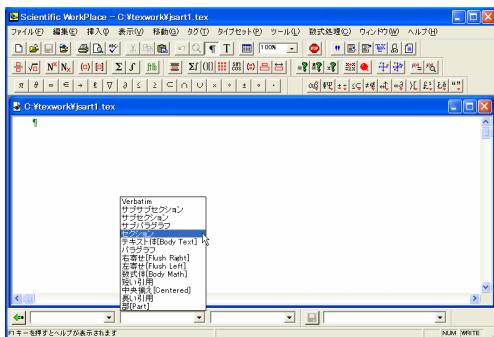 Scientific WorkPlace - C:¥texwork¥jsart1.tex
ファイル(F) 編集(E) 挿入(I) 表示(V) 移動(G) タグ(T) タイプセット(P) ツール(L) 数式処理(C) ウィンドウ(W) ヘルプ(H)
100%
C:¥texwork¥jsart1.tex
¶
Verbatim
サブサブセクション
サブセクション
サブパラグラフ
セクション
テキスト体[Body Text]
パラグラフ
右寄せ[Flush Right]
左寄せ[Flush Left]
数式体[Body Math]
短い引用
中央揃え[Centered]
長い引用
部[Part]
F1 キーを押すとヘルプが表示されます NUM WRITE